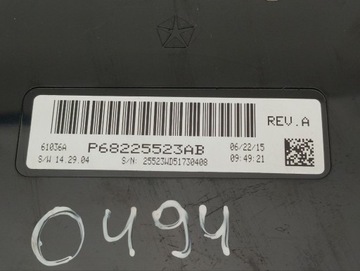 REV.A
61036A P68225523AB 06/22/15
S/W 14.29.04 S/N: 25523WD51730408 09:49:21
0494